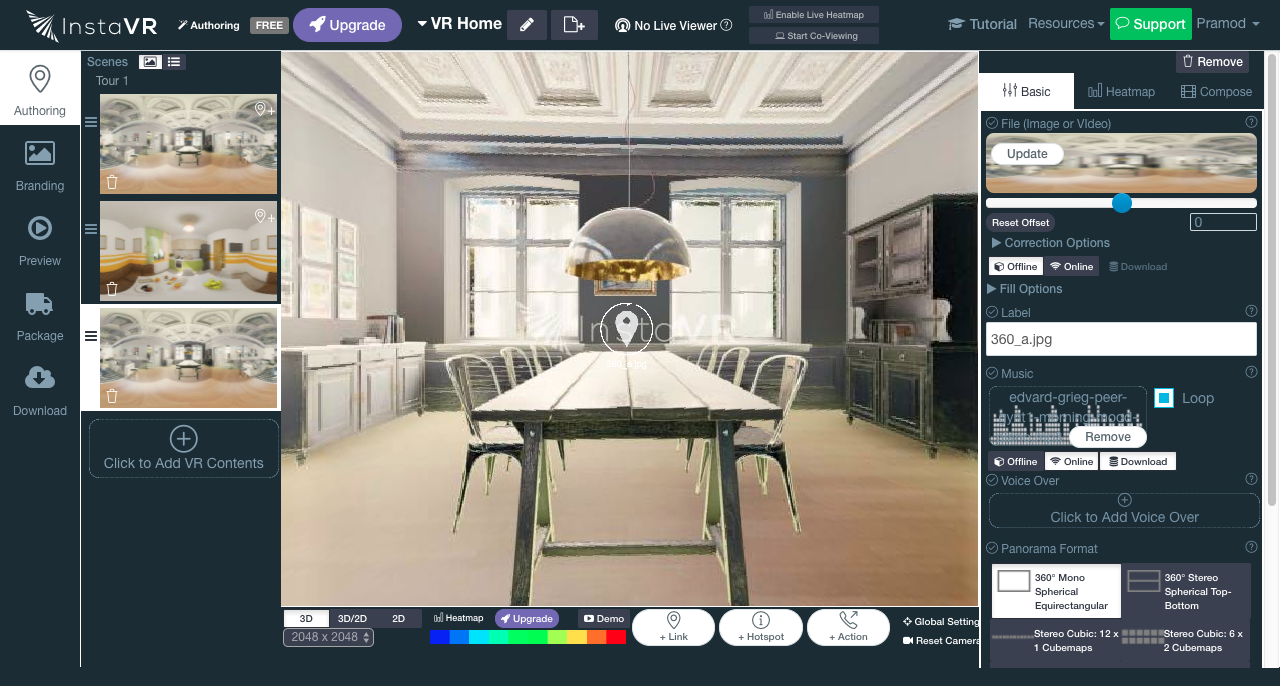 InstaVR
Authoring
FREE
Upgrade
VR Home
No Live Viewer
Enable Live Heatmap
Start Co-Viewing
Tutorial
Resources
Support
Pramod
Authoring
Branding
Preview
Package
Download
Scenes
Tour 1
Click to Add VR Contents
InstaVR
360_a.jpg
3D
3D/2D
2D
2048 x 2048
Heatmap
Upgrade
Demo
+ Link
+ Hotspot
+ Action
Global Setting
Reset Camera
Remove
Basic
Heatmap
Compose
File (Image or VIdeo)
Update
Reset Offset
0
Correction Options
Offline
Online
Download
Fill Options
Label
360_a.jpg
Music
edvard-grieg-peer-
Loop
Remove
Offline
Online
Download
Voice Over
Click to Add Voice Over
Panorama Format
360° Mono
Spherical
Equirectangular
360° Stereo
Spherical Top-
Bottom
Stereo Cubic: 12 x
1 Cubemaps
Stereo Cubic: 6 x
2 Cubemaps